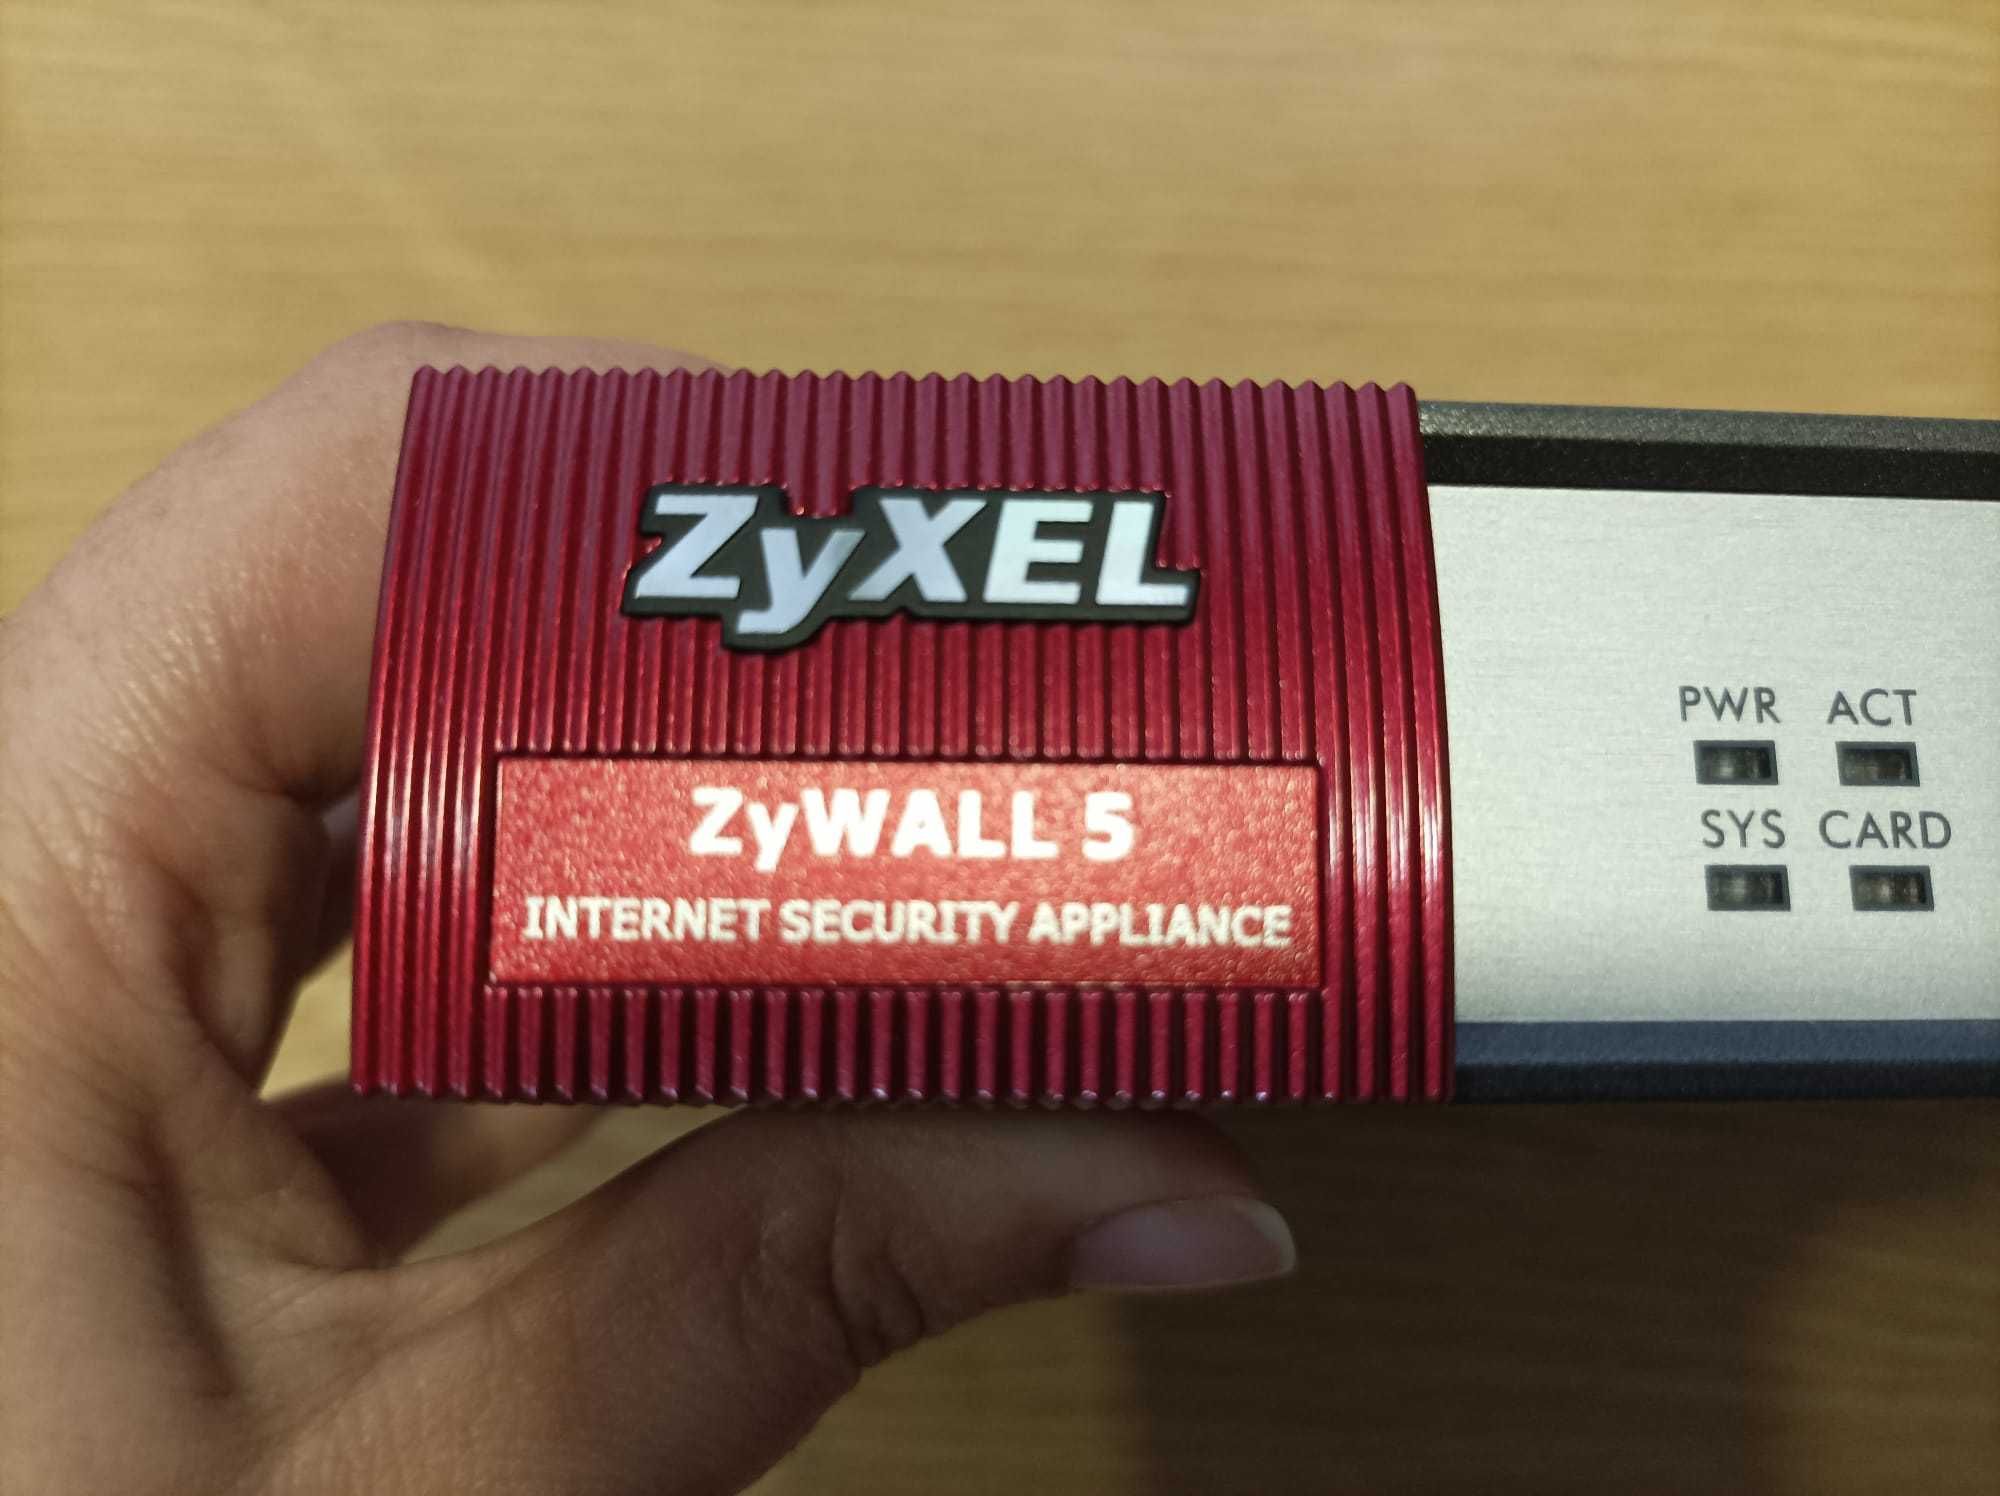 ZyXEL
ZyWALL 5
INTERNET SECURITY APPLIANCE
PWR ACT
SYS CARD